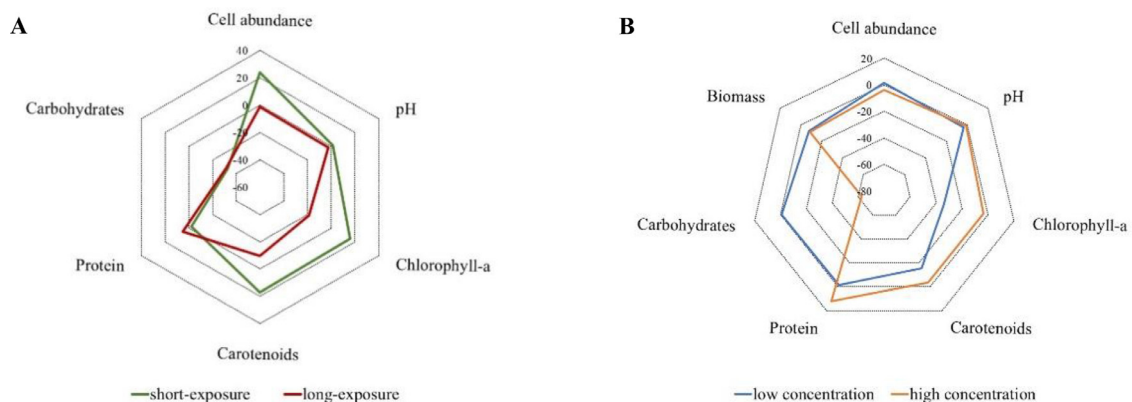 A
Cell abundance
40
20
0
-20
-40
-60
Carbohydrates
pH
Protein
Chlorophyll-a
Carotenoids
short-exposure long-exposure
B
Cell abundance
20
0
-20
-40
-60
-80
Biomass
pH
Carbohydrates
Chlorophyll-a
Protein
Carotenoids
low concentration high concentration